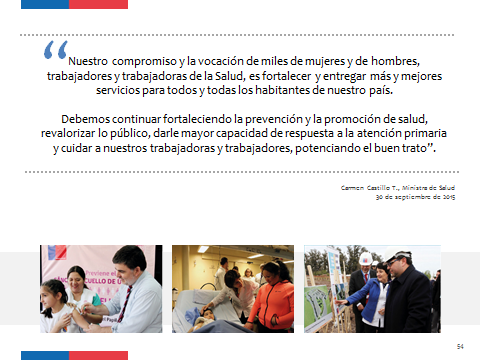 “Nuestro compromiso y la vocación de miles de mujeres y de hombres,
trabajadores y trabajadoras de la Salud, es fortalecer y entregar más y mejores
servicios para todos y todas los habitantes de nuestro país.
Debemos continuar fortaleciendo la prevención y la promoción de salud,
revalorizar lo público, darle mayor capacidad de respuesta a la atención primaria
y cuidar a nuestros trabajadoras y trabajadores, potenciando el buen trato”.
Carmen Castillo T., Ministra de Salud
30 de septiembre de 2015
Previene el
CUELLO DE
54